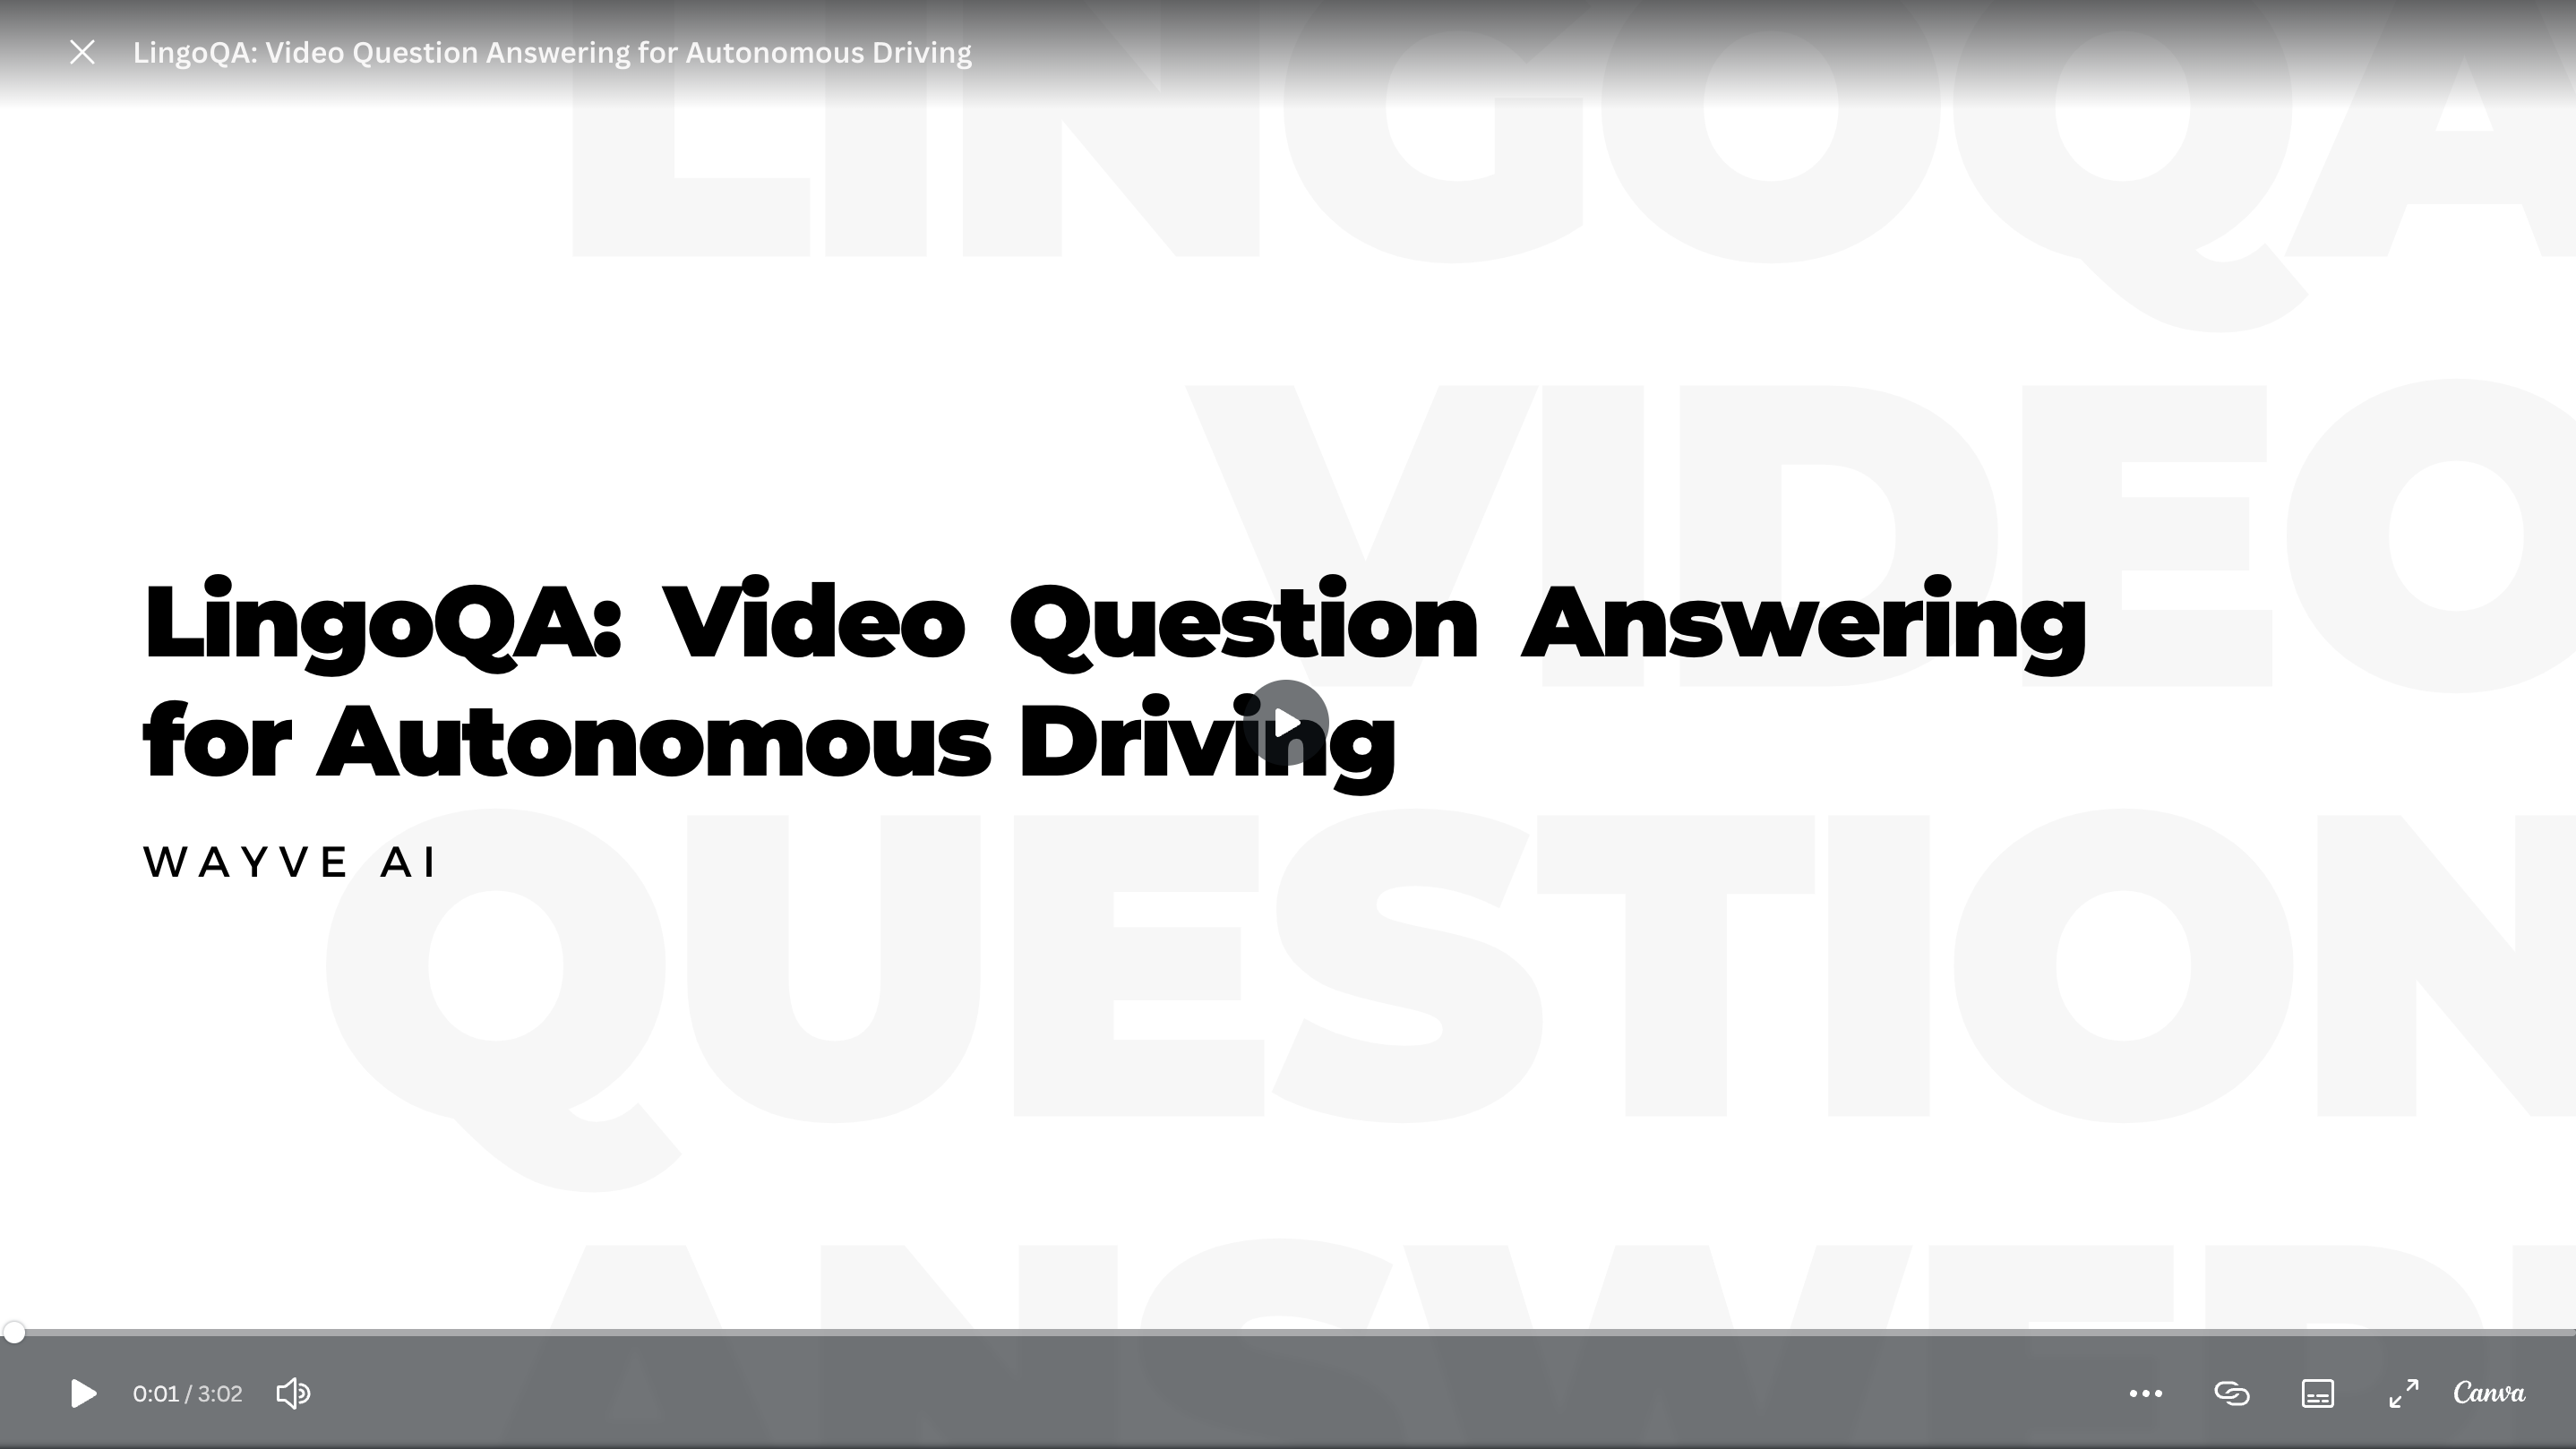 LingoQA: Video Question Answering for Autonomous Driving
LINGOQA
VIDEO
LingoQA: Video Question Answering
for Autonomous Driving
WAYVE AI
QUESTION
ANSWERI
0:01 / 3:02
Canva